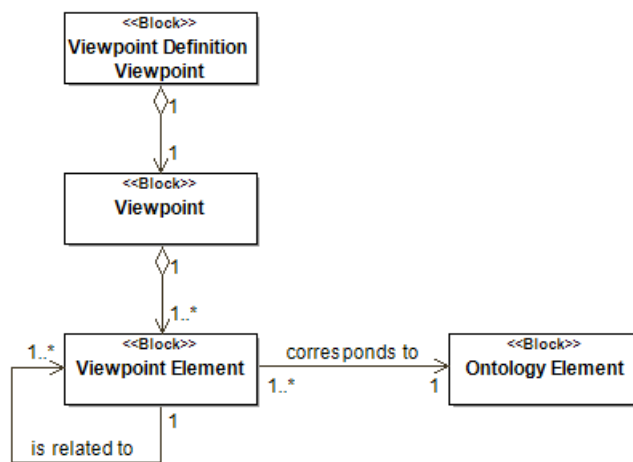 <<Block>>
Viewpoint Definition
Viewpoint
1
1
<<Block>>
Viewpoint
1
1..*
<<Block>>
Viewpoint Element
1..*
1
is related to
corresponds to
1..*
1
<<Block>>
Ontology Element